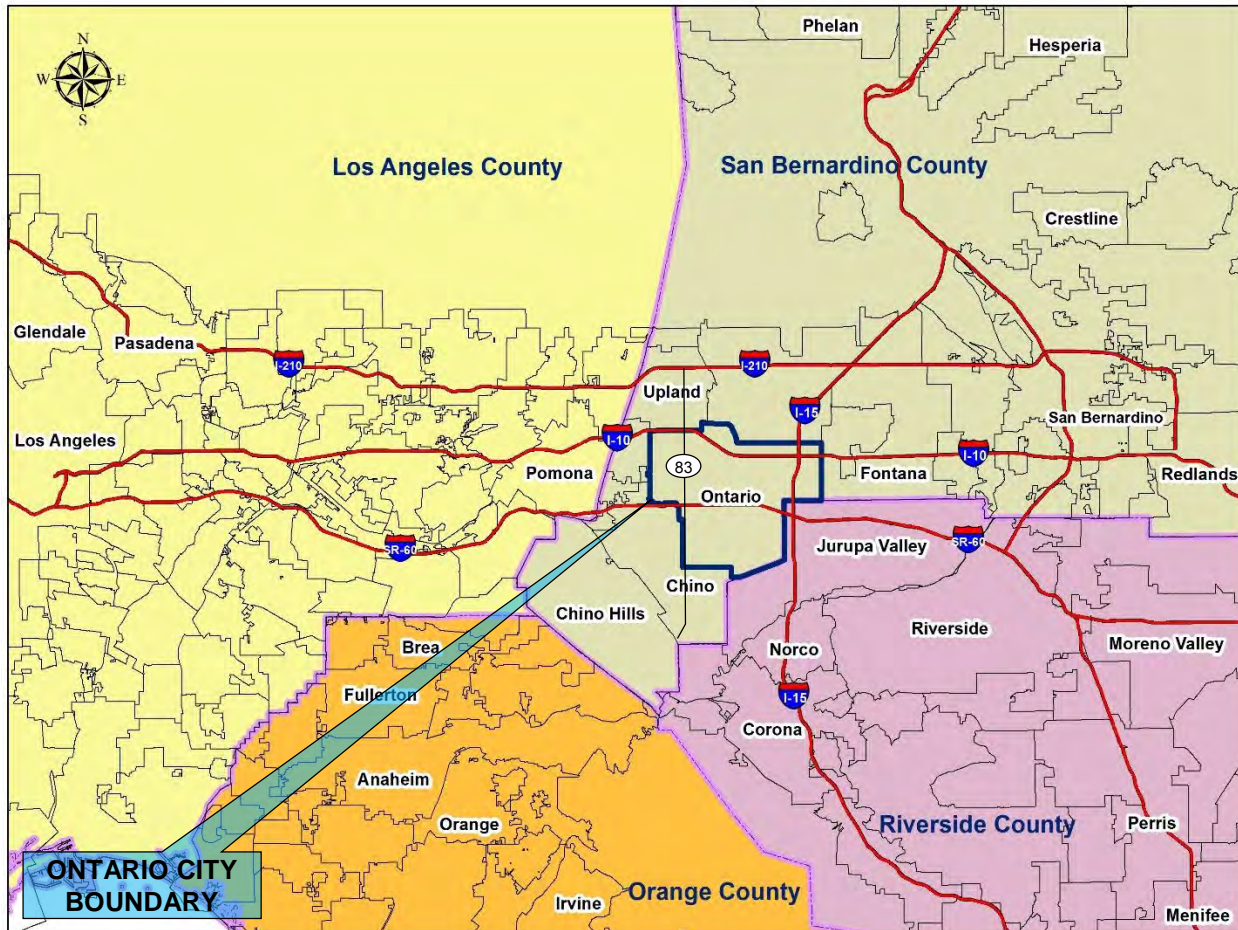 Phelan
Hesperia
N
W
E
S
Los Angeles County
San Bernardino County
Crestline
Glendale
Pasadena
I-210
I-210
Upland
I-15
San Bernardino
Los Angeles
I-10
I-10
Pomona
83
Fontana
Redlands
Ontario
SR-60
SR-60
Jurupa Valley
Chino
Chino Hills
Riverside
Moreno Valley
Brea
Norco
Fullerton
I-15
Corona
Anaheim
Orange
Riverside County
Perris
ONTARIO CITY
BOUNDARY
Orange County
Irvine
Menifee